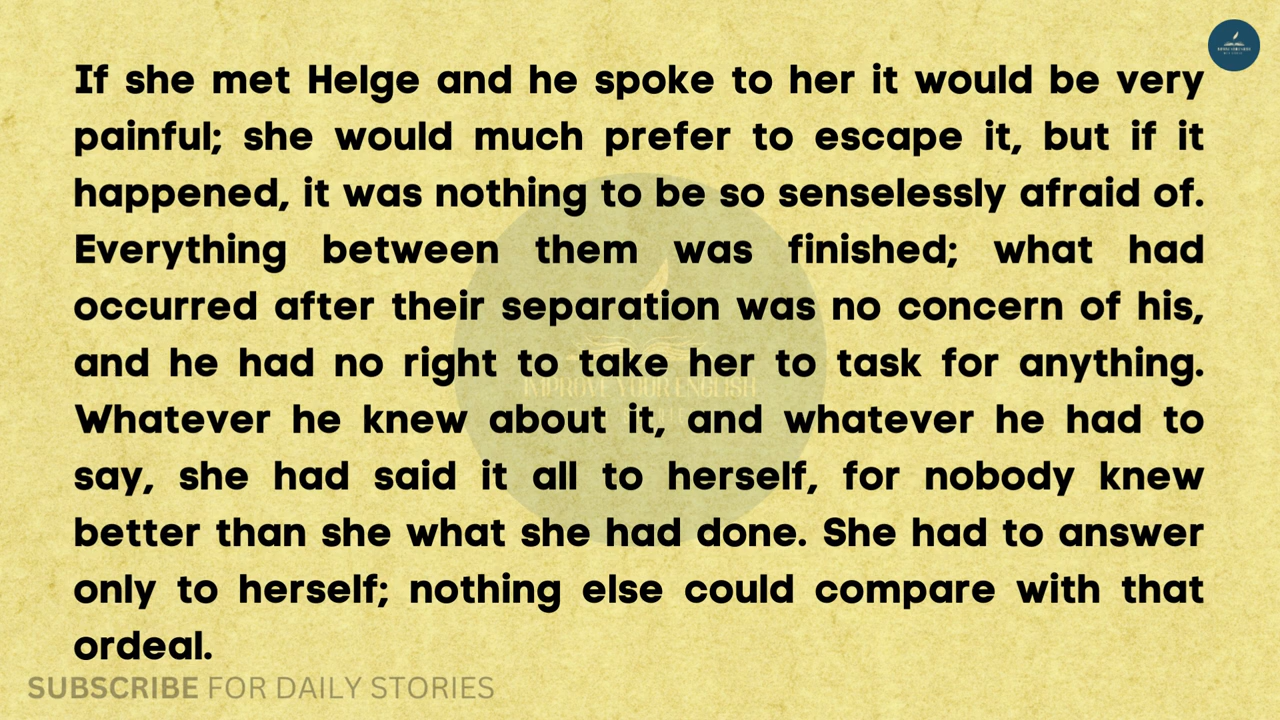 If she met Helge and he spoke to her it would be very
painful; she would much prefer to escape it, but if it
happened, it was nothing to be so senselessly afraid of.
Everything between them was finished; what had
occurred after their separation was no concern of his,
and he had no right to take her to task for anything.
Whatever he knew about it, and whatever he had to
say, she had said it all to herself, for nobody knew
better than she what she had done. She had to answer
only to herself; nothing else could compare with that
ordeal.
IMPROVE YOUR ENGLISH
SUBSCRIBE FOR DAILY STORIES